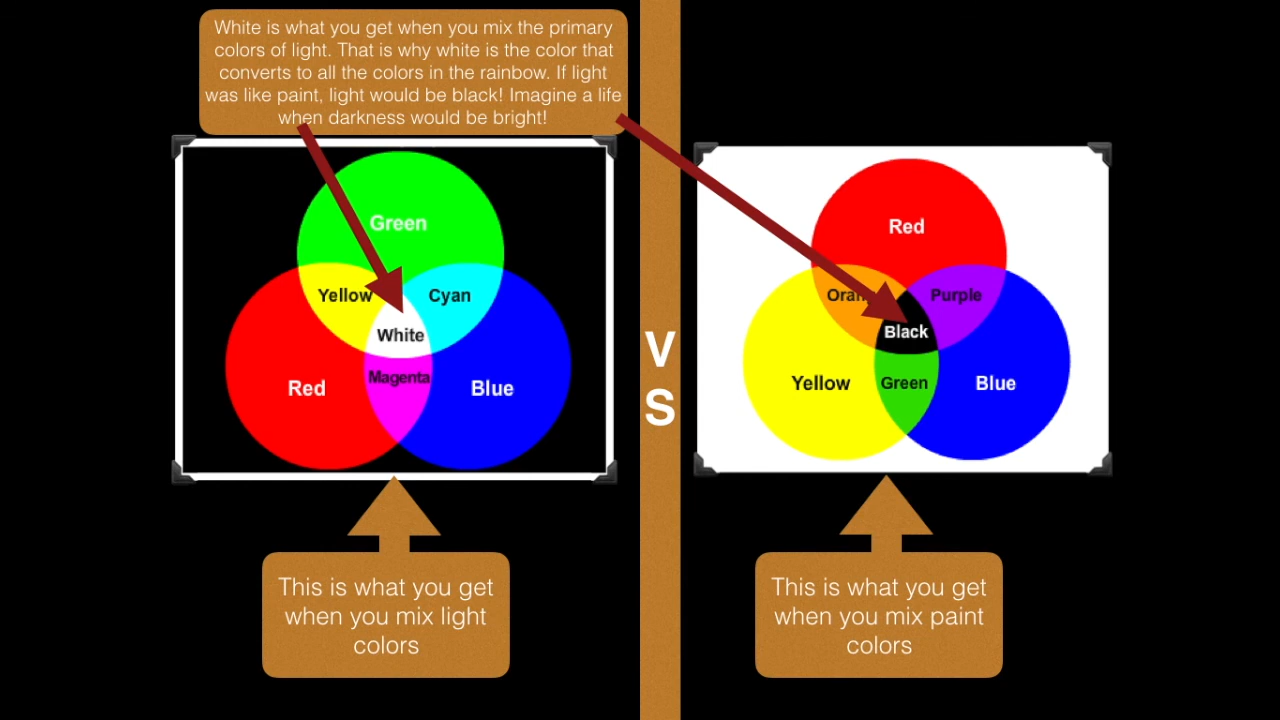 White is what you get when you mix the primary
colors of light. That is why white is the color that
converts to all the colors in the rainbow. If light
was like paint, light would be black! Imagine a life
when darkness would be bright!
Green
Yellow
Cyan
White
Magenta
Red
Blue
This is what you get
when you mix light
colors
V
S
Red
Purple
Black
Yellow
Green
Blue
This is what you get
when you mix paint
colors